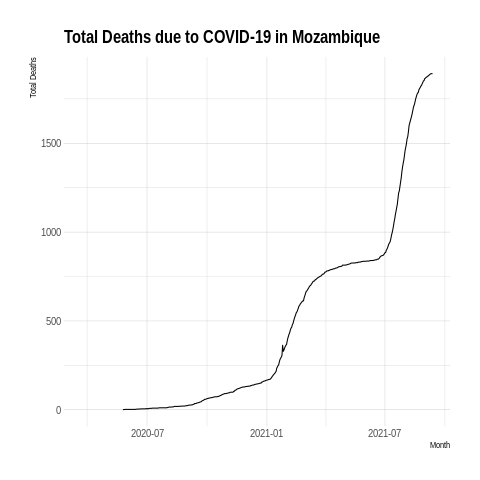 Total Deaths due to COVID-19 in Mozambique
Total Deaths
1500
1000
500
0
2020-07 2021-01 2021-07
Month